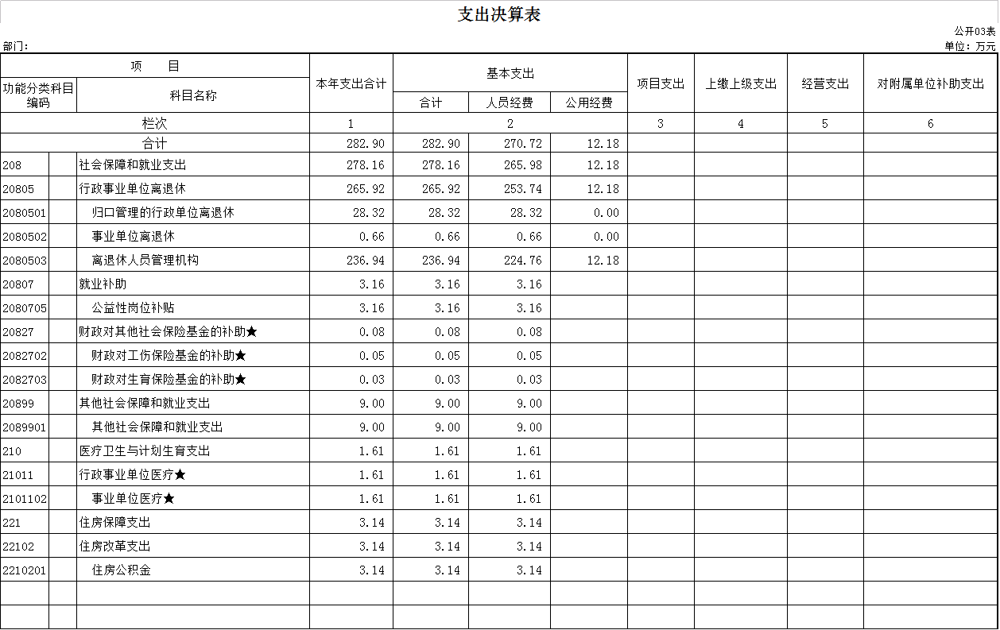 支出决算表
公开03表
部门： 单位：万元
项 目 本年支出合计 基本支出 项目支出 上缴上级支出 经营支出 对附属单位补助支出
功能分类科目编码 科目名称 合计 人员经费 公用经费
栏次 1 2 3 4 5 6
合计 282.90 282.90 270.72 12.18
208 社会保障和就业支出 278.16 278.16 265.98 12.18
20805 行政事业单位离退休 265.92 265.92 253.74 12.18
2080501 归口管理的行政单位离退休 28.32 28.32 28.32 0.00
2080502 事业单位离退休 0.66 0.66 0.66 0.00
2080503 离退休人员管理机构 236.94 236.94 224.76 12.18
20807 就业补助 3.16 3.16 3.16
2080705 公益性岗位补贴 3.16 3.16 3.16
20827 财政对其他社会保险基金的补助★ 0.08 0.08 0.08
2082702 财政对工伤保险基金的补助★ 0.05 0.05 0.05
2082703 财政对生育保险基金的补助★ 0.03 0.03 0.03
20899 其他社会保障和就业支出 9.00 9.00 9.00
2089901 其他社会保障和就业支出 9.00 9.00 9.00
210 医疗卫生与计划生育支出 1.61 1.61 1.61
21011 行政事业单位医疗★ 1.61 1.61 1.61
2101102 事业单位医疗★ 1.61 1.61 1.61
221 住房保障支出 3.14 3.14 3.14
22102 住房改革支出 3.14 3.14 3.14
2210201 住房公积金 3.14 3.14 3.14